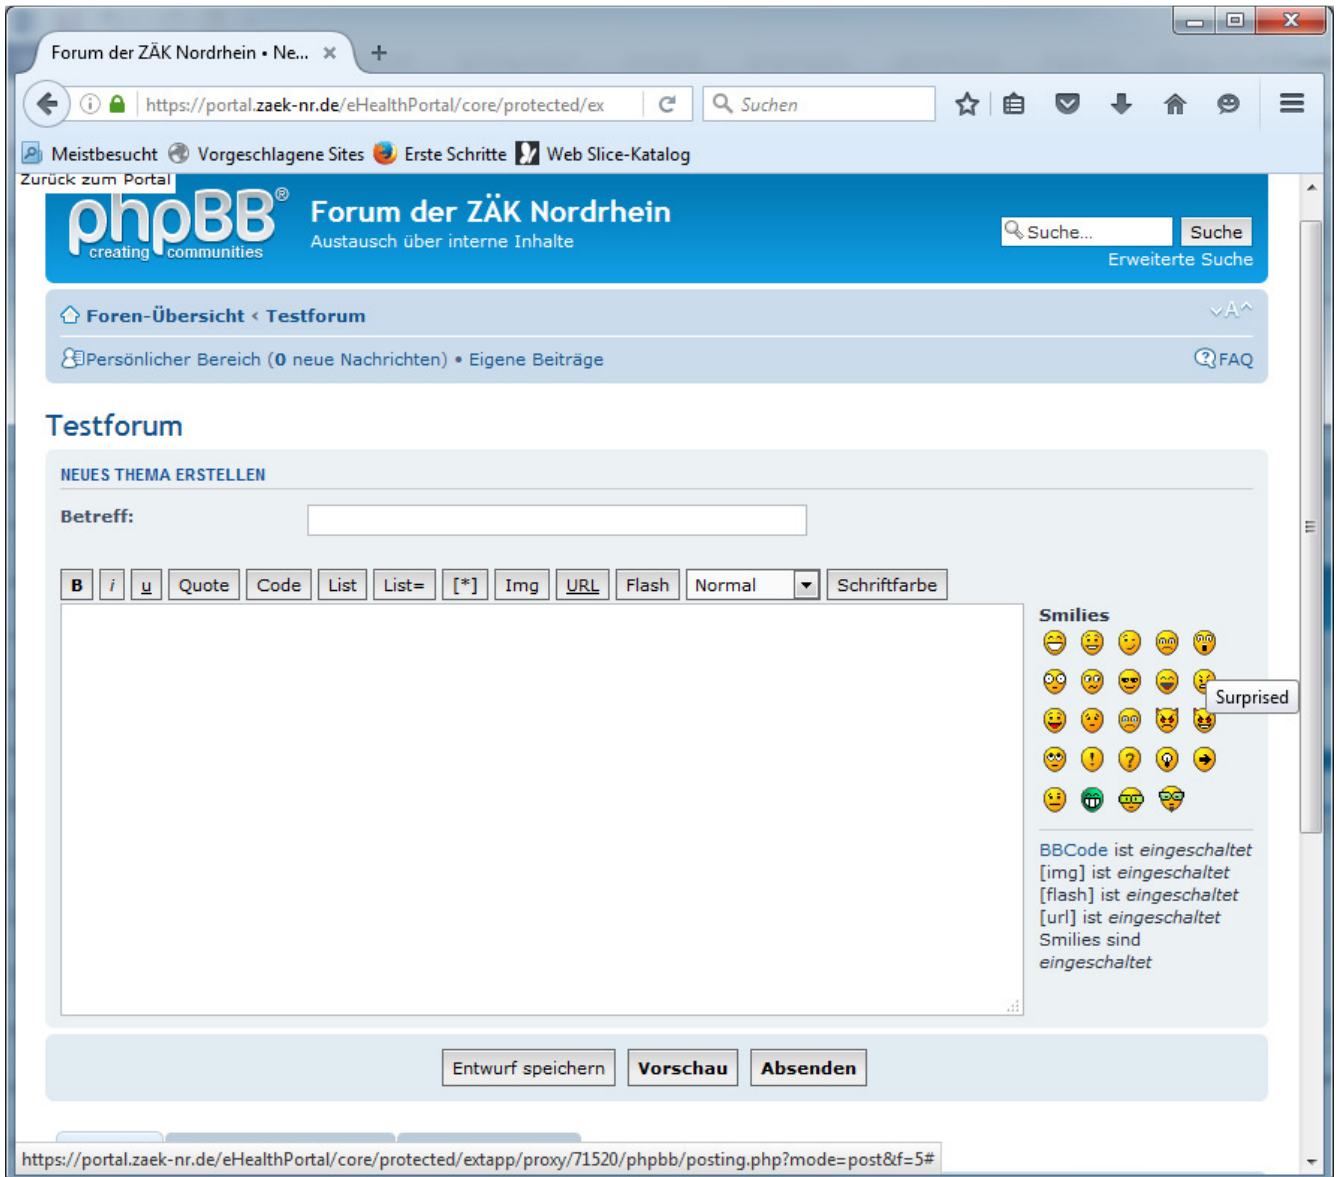 Forum der ZÄK Nordrhein • Ne...
https://portal.zaek-nr.de/eHealthPortal/core/protected/ex
Suchen
Meistbesucht Vorgeschlagene Sites Erste Schritte Web Slice-Katalog
Zurück zum Portal
phpBB®
creating communities
Forum der ZÄK Nordrhein
Austausch über interne Inhalte
Suche... Suche
Erweiterte Suche
Foren-Übersicht ‹ Testforum
A
Persönlicher Bereich (0 neue Nachrichten) • Eigene Beiträge
FAQ
Testforum
NEUES THEMA ERSTELLEN
Betreff:
B i u Quote Code List List= [*] Img URL Flash Normal Schriftfarbe
Smilies
Surprised
BBCode ist eingeschaltet
[img] ist eingeschaltet
[flash] ist eingeschaltet
[url] ist eingeschaltet
Smilies sind
eingeschaltet
Entwurf speichern Vorschau Absenden
https://portal.zaek-nr.de/eHealthPortal/core/protected/extapp/proxy/71520/phpbb/posting.php?mode=post&f=5#